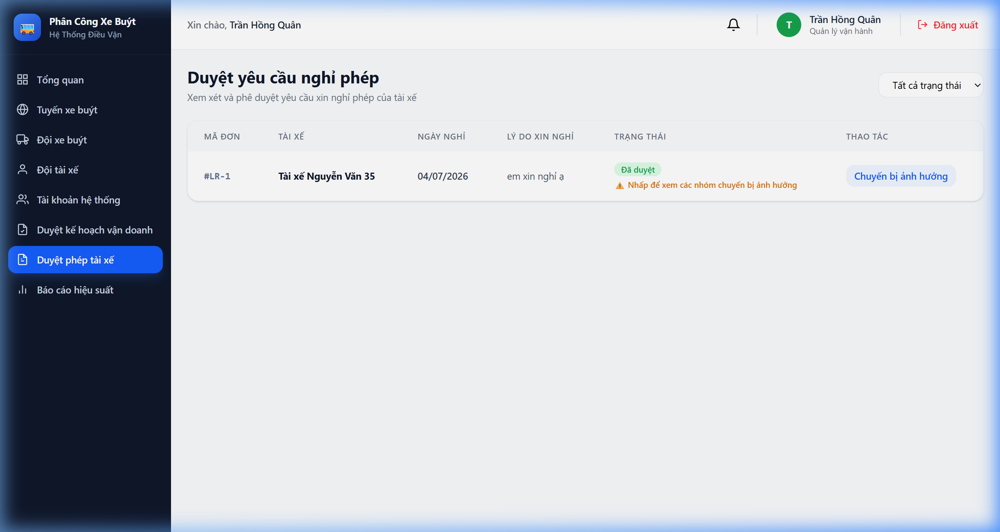 Phân Công Xe Buýt
Hệ Thống Điều Vận
Tổng quan
Tuyến xe buýt
Đội xe buýt
Đội tài xế
Tài khoản hệ thống
Duyệt kế hoạch vận doanh
Duyệt phép tài xế
Báo cáo hiệu suất
Xin chào, Trần Hồng Quân
T
Trần Hồng Quân
Quản lý vận hành
Đăng xuất
Duyệt yêu cầu nghỉ phép
Xem xét và phê duyệt yêu cầu xin nghỉ phép của tài xế
Tất cả trạng thái
MÃ ĐƠN TÀI XẾ NGÀY NGHỈ LÝ DO XIN NGHỈ TRẠNG THÁI THAO TÁC
#LR-1 Tài xế Nguyễn Văn 35 04/07/2026 em xin nghỉ ạ Đã duyệt Chuyến bị ảnh hưởng
Nhấp để xem các nhóm chuyến bị ảnh hưởng